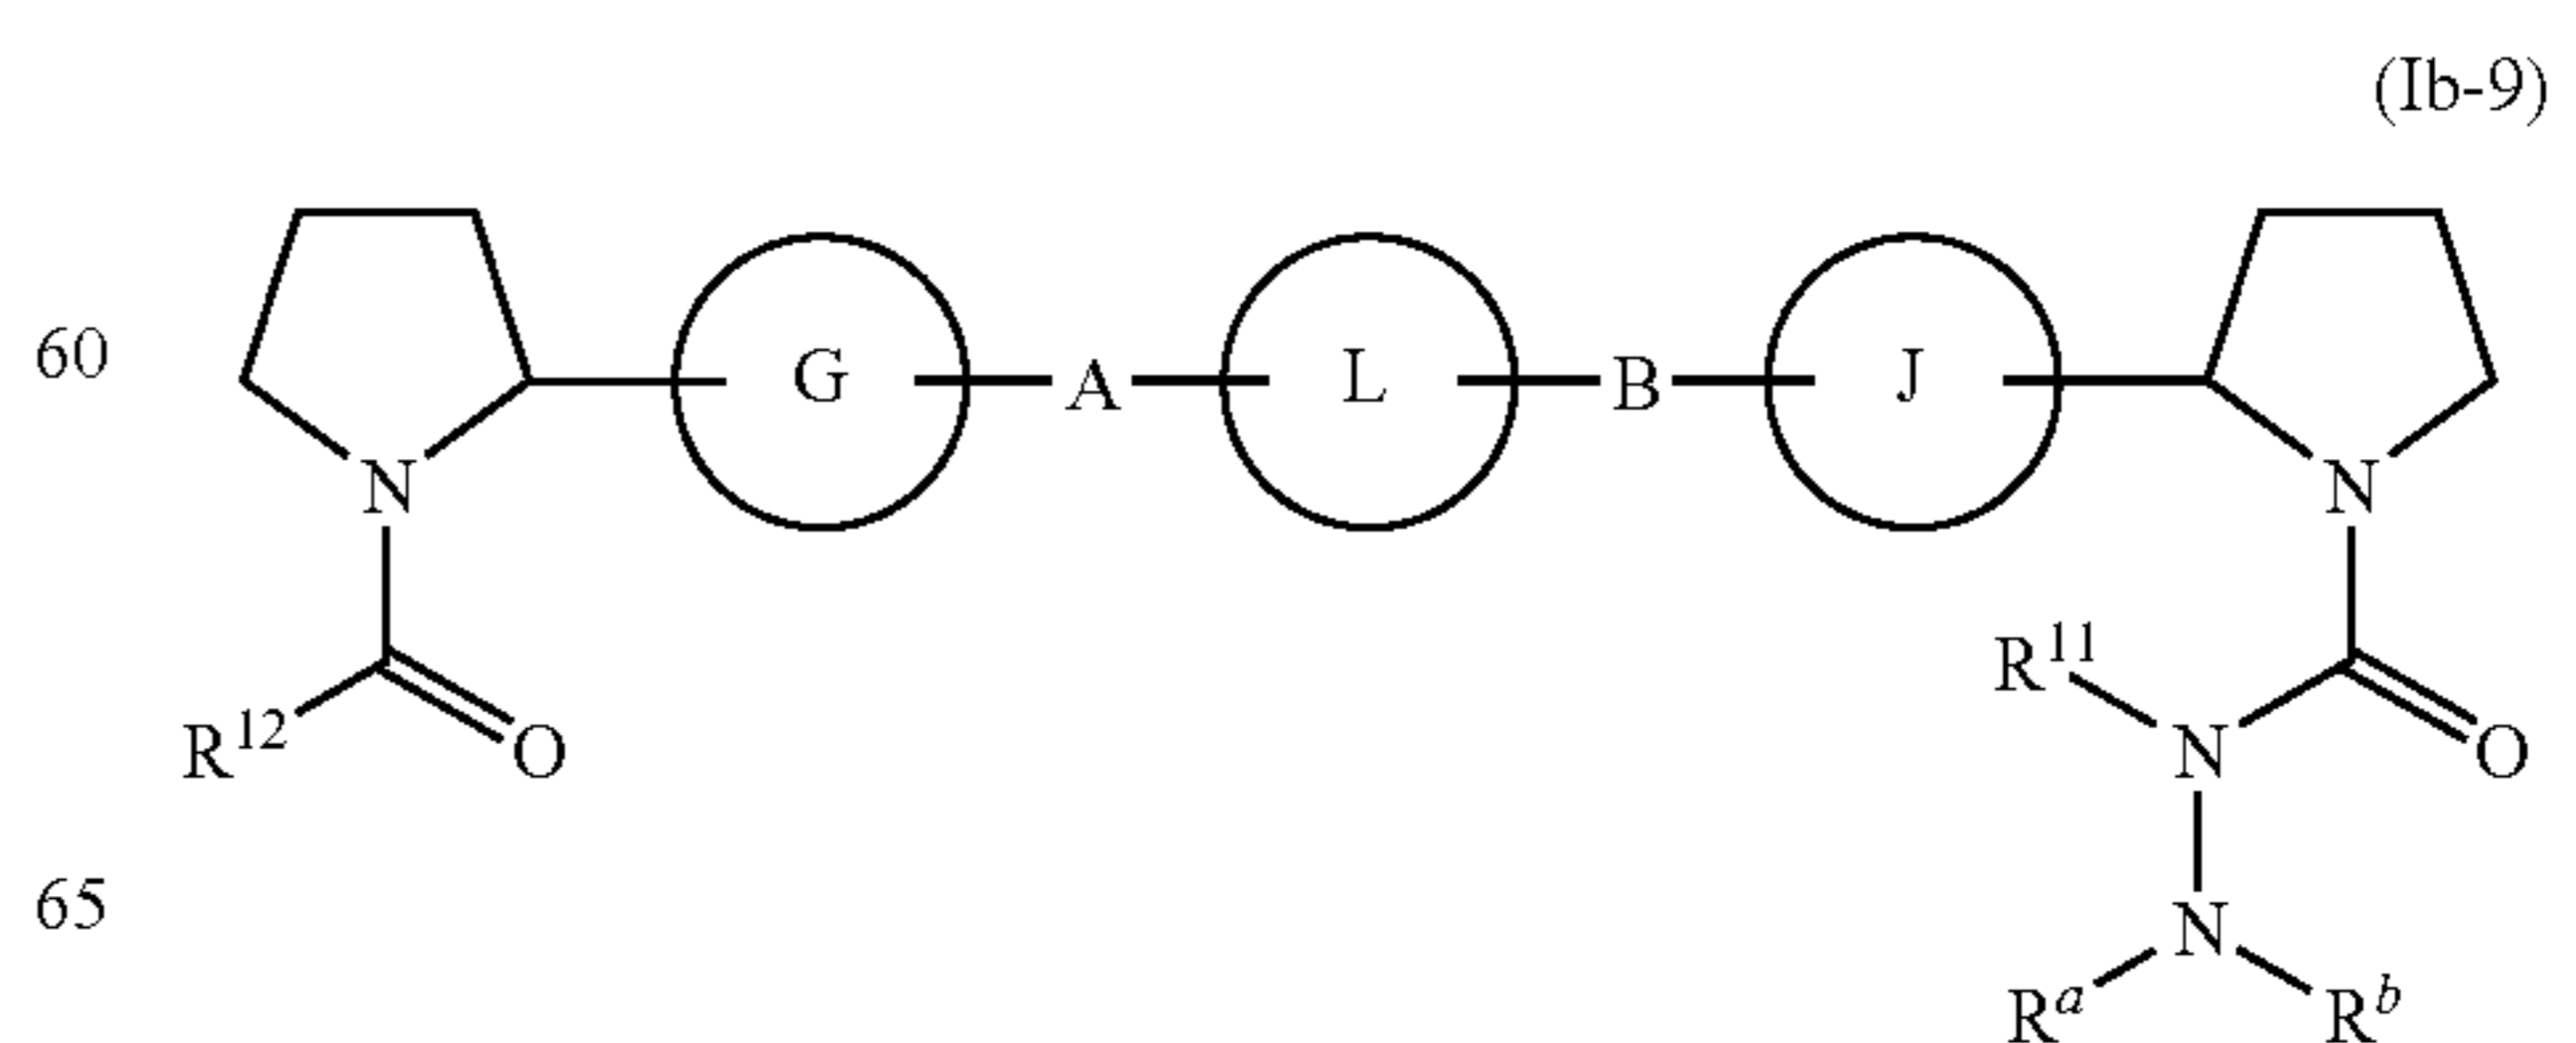 (Ib-9)
60 G A L B J
N N
R¹¹
R¹² O N O
65 N
Rᵃ Rᵇ